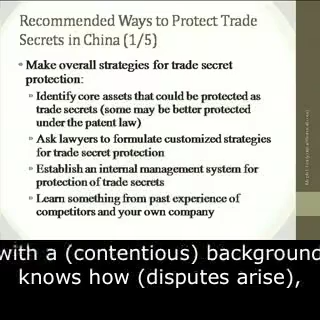 Recommended Ways to Protect Trade
Secrets in China (1/5)
• Make overall strategies for trade secret
protection:
Identify core assets that could be protected as
trade secrets (some may be better protected
under the patent law)
Ask lawyers to formulate customized strategies
for trade secret protection
Establish an internal management system for
protection of trade secrets
Learn something from past experience of
competitors and your own company
with a (contentious) background
knows how (disputes arise),